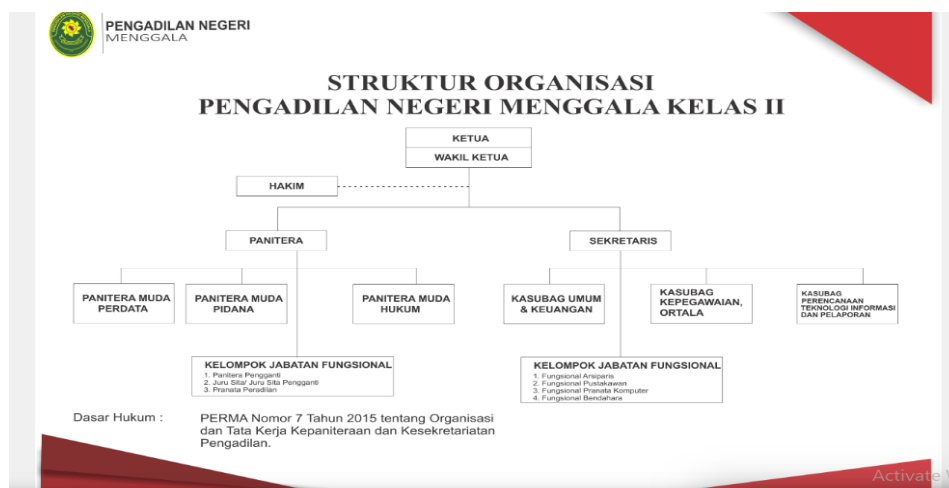 PENGADILAN NEGERI
MENGGALA
STRUKTUR ORGANISASI
PENGADILAN NEGERI MENGGALA KELAS II
KETUA
WAKIL KETUA
HAKIM
PANITERA
SEKRETARIS
PANITERA MUDA
PERDATA
PANITERA MUDA
PIDANA
PANITERA MUDA
HUKUM
KASUBAG UMUM
& KEUANGAN
KASUBAG
KEPEGAWAIAN,
ORTALA
KASUBAG
PERENCANAAN
TEKNOLOGI INFORMASI
DAN PELAPORAN
KELOMPOK JABATAN FUNGSIONAL
1. Panitera Pengganti
2. Juru Sita/ Juru Sita Pengganti
3. Pranata Peradilan
KELOMPOK JABATAN FUNGSIONAL
1. Fungsional Arsiparis
2. Fungsional Pustakawan
3. Fungsional Pranata Komputer
4. Fungsional Bendahara
Dasar Hukum :
PERMA Nomor 7 Tahun 2015 tentang Organisasi
dan Tata Kerja Kepaniteraan dan Kesekretariatan
Pengadilan.
Activate